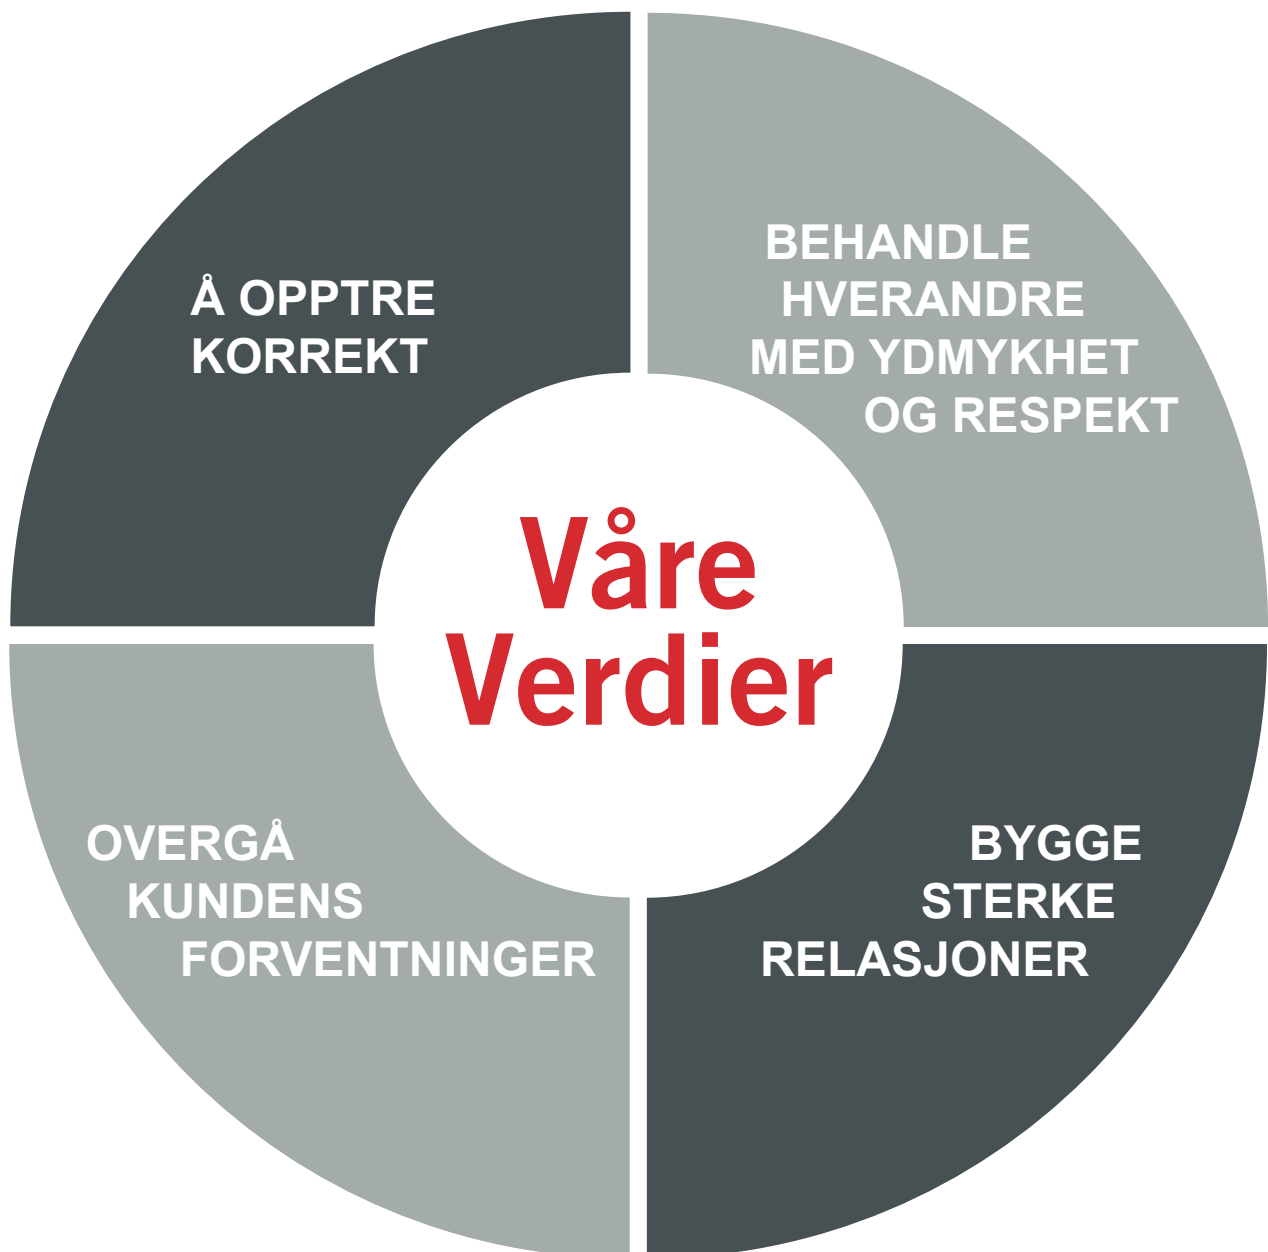 Å OPPTRE
KORREKT
BEHANDLE
HVERANDRE
MED YDMYKHET
OG RESPEKT
Våre
Verdier
OVERGÅ
KUNDENS
FORVENTNINGER
BYGGE
STERKE
RELASJONER